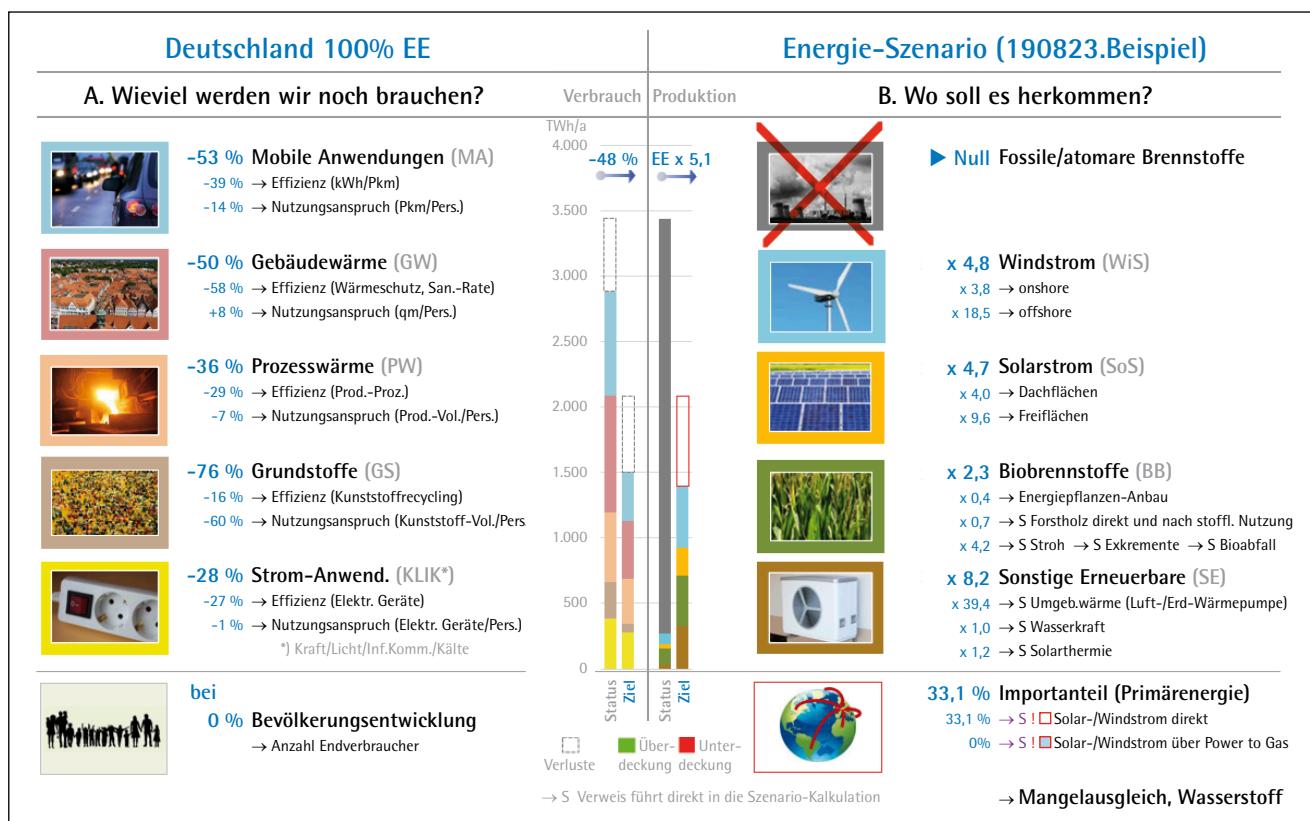 Deutschland 100% EE
Energie-Szenario (190823.Beispiel)
A. Wieviel werden wir noch brauchen?
Verbrauch
Produktion
B. Wo soll es herkommen?
-53 % Mobile Anwendungen (MA)
-39 % → Effizienz (kWh/Pkm)
-14 % → Nutzungsanspruch (Pkm/Pers.)
-50 % Gebäudewärme (GW)
-58 % → Effizienz (Wärmeschutz, San.-Rate)
+8 % → Nutzungsanspruch (qm/Pers.)
-36 % Prozesswärme (PW)
-29 % → Effizienz (Prod.-Proz.)
-7 % → Nutzungsanspruch (Prod.-Vol./Pers.)
-76 % Grundstoffe (GS)
-16 % → Effizienz (Kunststoffrecycling)
-60 % → Nutzungsanspruch (Kunststoff-Vol./Pers
-28 % Strom-Anwend. (KLIK*)
-27 % → Effizienz (Elektr. Geräte)
-1 % → Nutzungsanspruch (Elektr. Geräte/Pers.)
*) Kraft/Licht/Inf.Komm./Kälte
bei
0 % Bevölkerungsentwicklung
→ Anzahl Endverbraucher
TWh/a
4.000
3.500
3.000
2.500
2.000
1.500
1.000
500
0
-48 %
EE x 5,1
Status
Ziel
Status
Ziel
Verluste
Über-deckung
Unter-deckung
→ S Verweis führt direkt in die Szenario-Kalkulation
▶ Null Fossile/atomare Brennstoffe
x 4,8 Windstrom (WiS)
x 3,8 → onshore
x 18,5 → offshore
x 4,7 Solarstrom (SoS)
x 4,0 → Dachflächen
x 9,6 → Freiflächen
x 2,3 Biobrennstoffe (BB)
x 0,4 → Energiepflanzen-Anbau
x 0,7 → S Forstholz direkt und nach stoffl. Nutzung
x 4,2 → S Stroh → S Exkremente → S Bioabfall
x 8,2 Sonstige Erneuerbare (SE)
x 39,4 → S Umgeb.wärme (Luft-/Erd-Wärmepumpe)
x 1,0 → S Wasserkraft
x 1,2 → S Solarthermie
33,1 % Importanteil (Primärenergie)
33,1 % → S ! Solar-/Windstrom direkt
0% → S ! Solar-/Windstrom über Power to Gas
→ Mangelausgleich, Wasserstoff